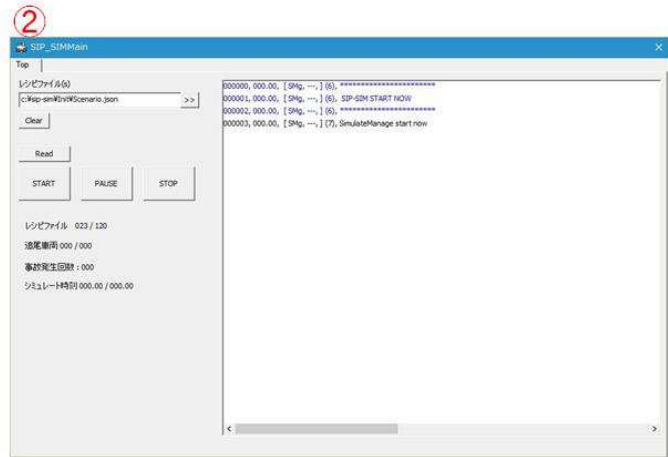 ②
SIP_SIMMain
Top
レシピファイル(s)
c:¥sip-sim¥Init¥Scenario.json
>>
Clear
Read
START PAUSE STOP
レシピファイル 023 / 120
追尾車両 000 / 000
事故発生回数 : 000
シミュレート時刻 000.00 / 000.00
000000, 000.00, [ SMg, ---, ] (6), ************************
000001, 000.00, [ SMg, ---, ] (6), SIP-SIM START NOW
000002, 000.00, [ SMg, ---, ] (6), ************************
000003, 000.00, [ SMg, ---, ] (7), SimulateManage start now